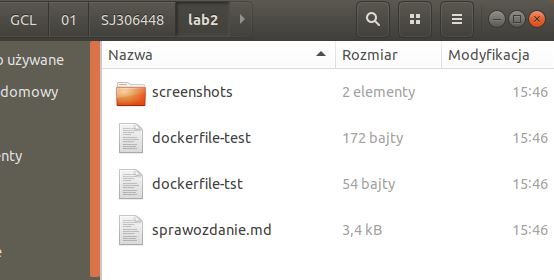 GCL 01 SJ306448 lab2
Nazwa Rozmiar Modyfikacja
używane
domowy
screenshots 2 elementy 15:46
dockerfile-test 172 bajty 15:46
dockerfile-tst 54 bajty 15:46
sprawozdanie.md 3,4 kB 15:46